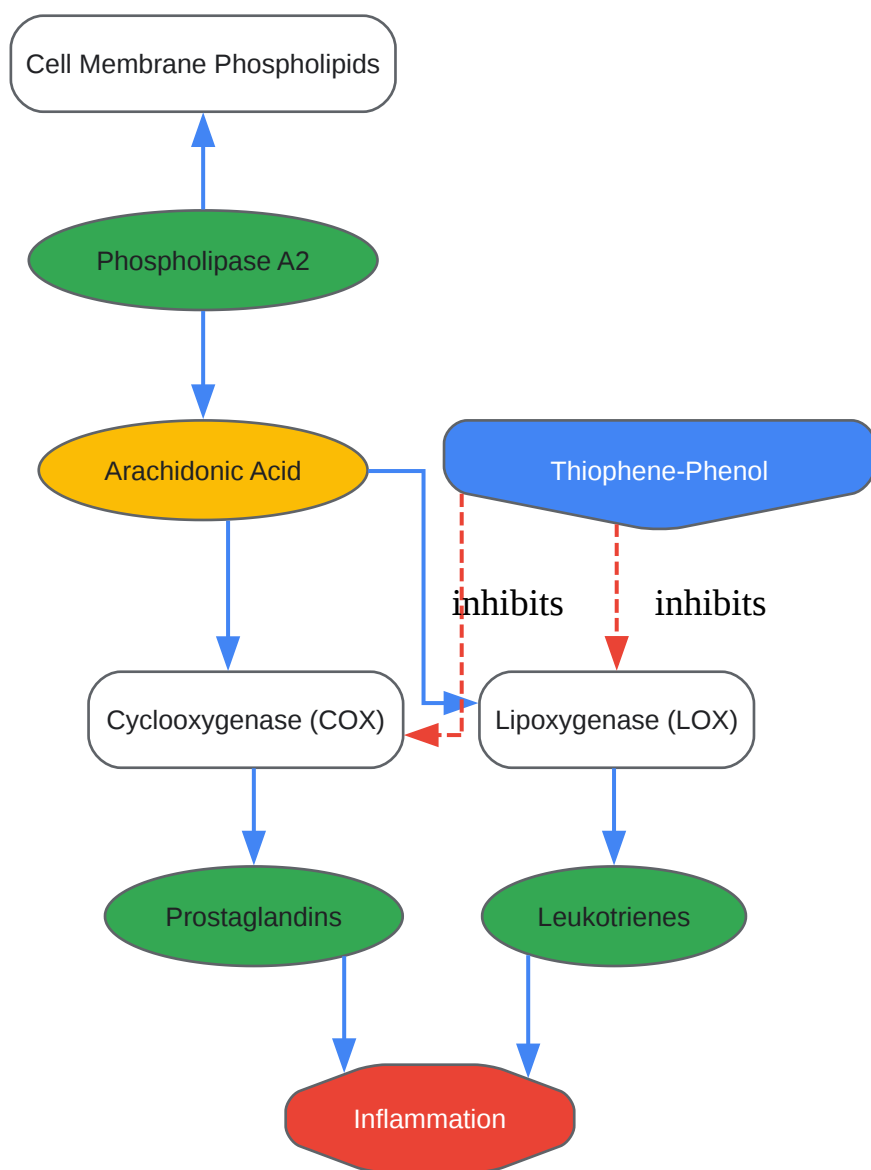 Cell Membrane Phospholipids
Phospholipase A2
Arachidonic Acid
Thiophene-Phenol
inhibits
inhibits
Cyclooxygenase (COX)
Lipoxygenase (LOX)
Prostaglandins
Leukotrienes
Inflammation